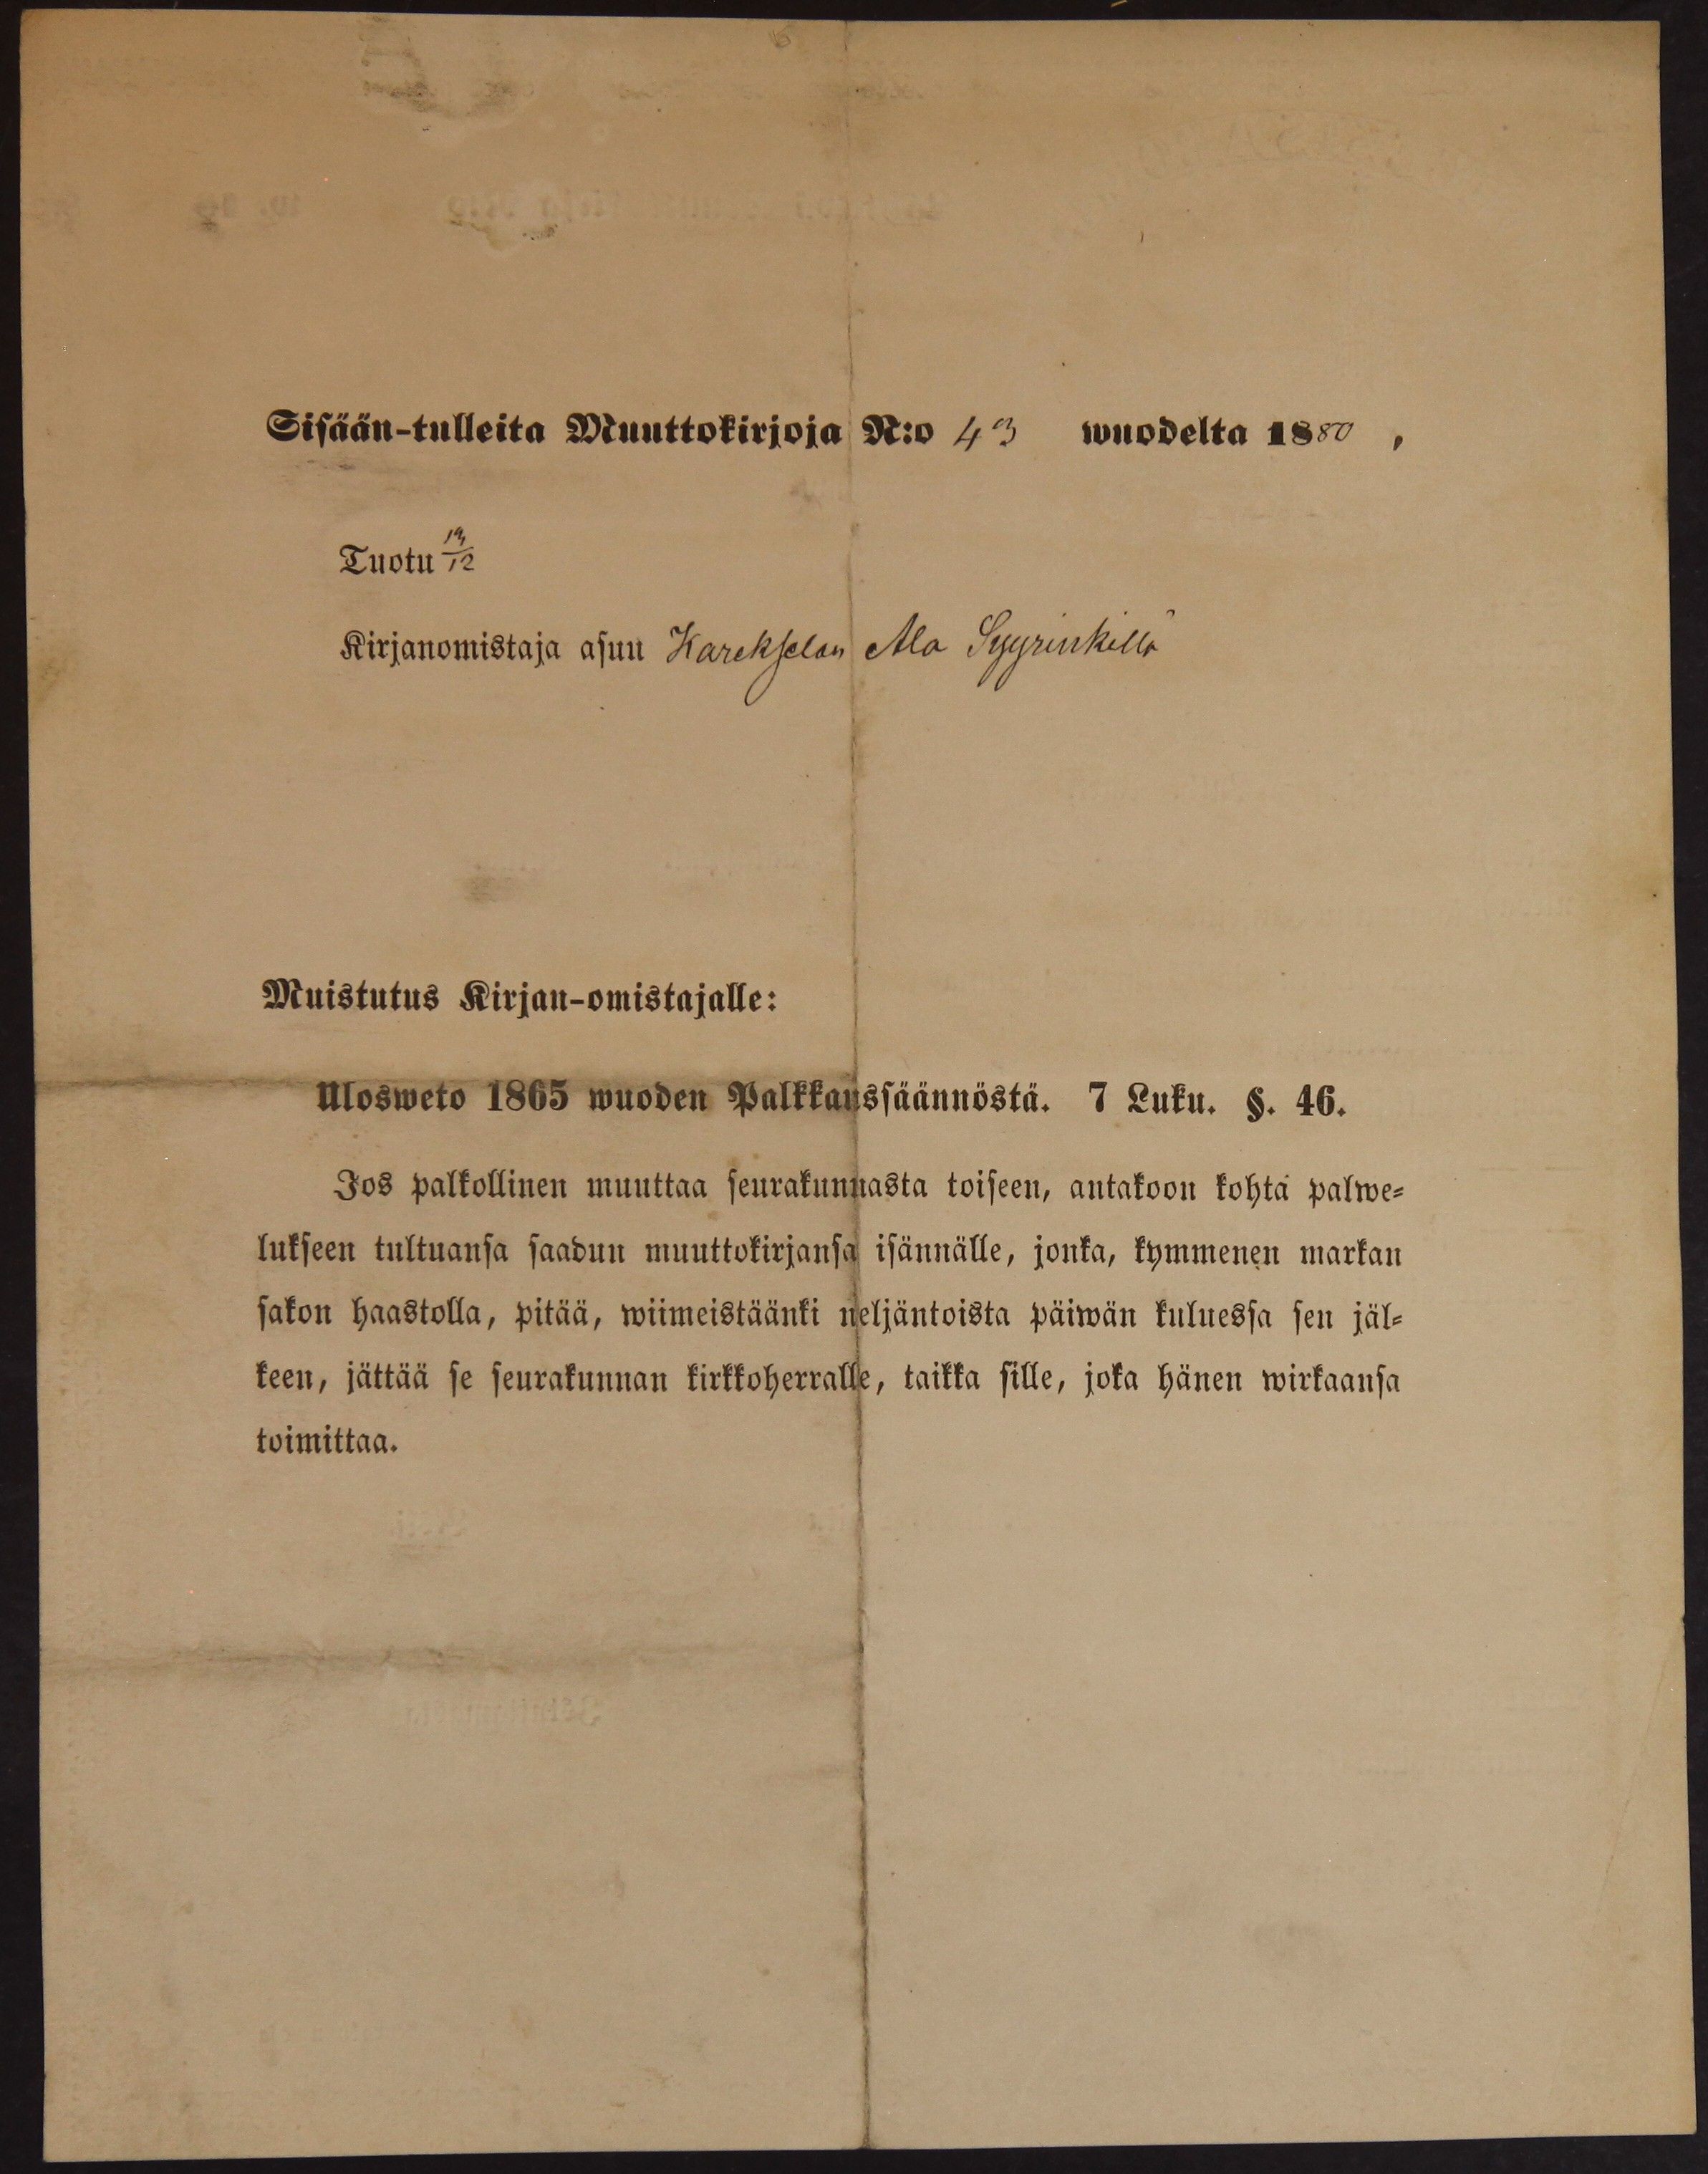 Sisään-tulleita Muuttokirjoja N:o 43 wuodelta 1880,
Tuotu 13/12
Kirjanomistaja asuu Karekselan Ala Syyrinkillä
Muistutus Kirjan-omistajalle:
Ulosweto 1865 wuoden Palkkaussäännöstä. 7 Luku. §. 46.
Jos palkollinen muuttaa seurakunnasta toiseen, antakoon kohta palwe-
lukseen tultuansa saadun muuttokirjansa isännälle, jonka, kymmenen markan
sakon haastolla, pitää, wiimeistäänki neljäntoista päiwän kuluessa sen jäl-
keen, jättää se seurakunnan kirkkoherralle, taikka sille, joka hänen wirkaansa
toimittaa.